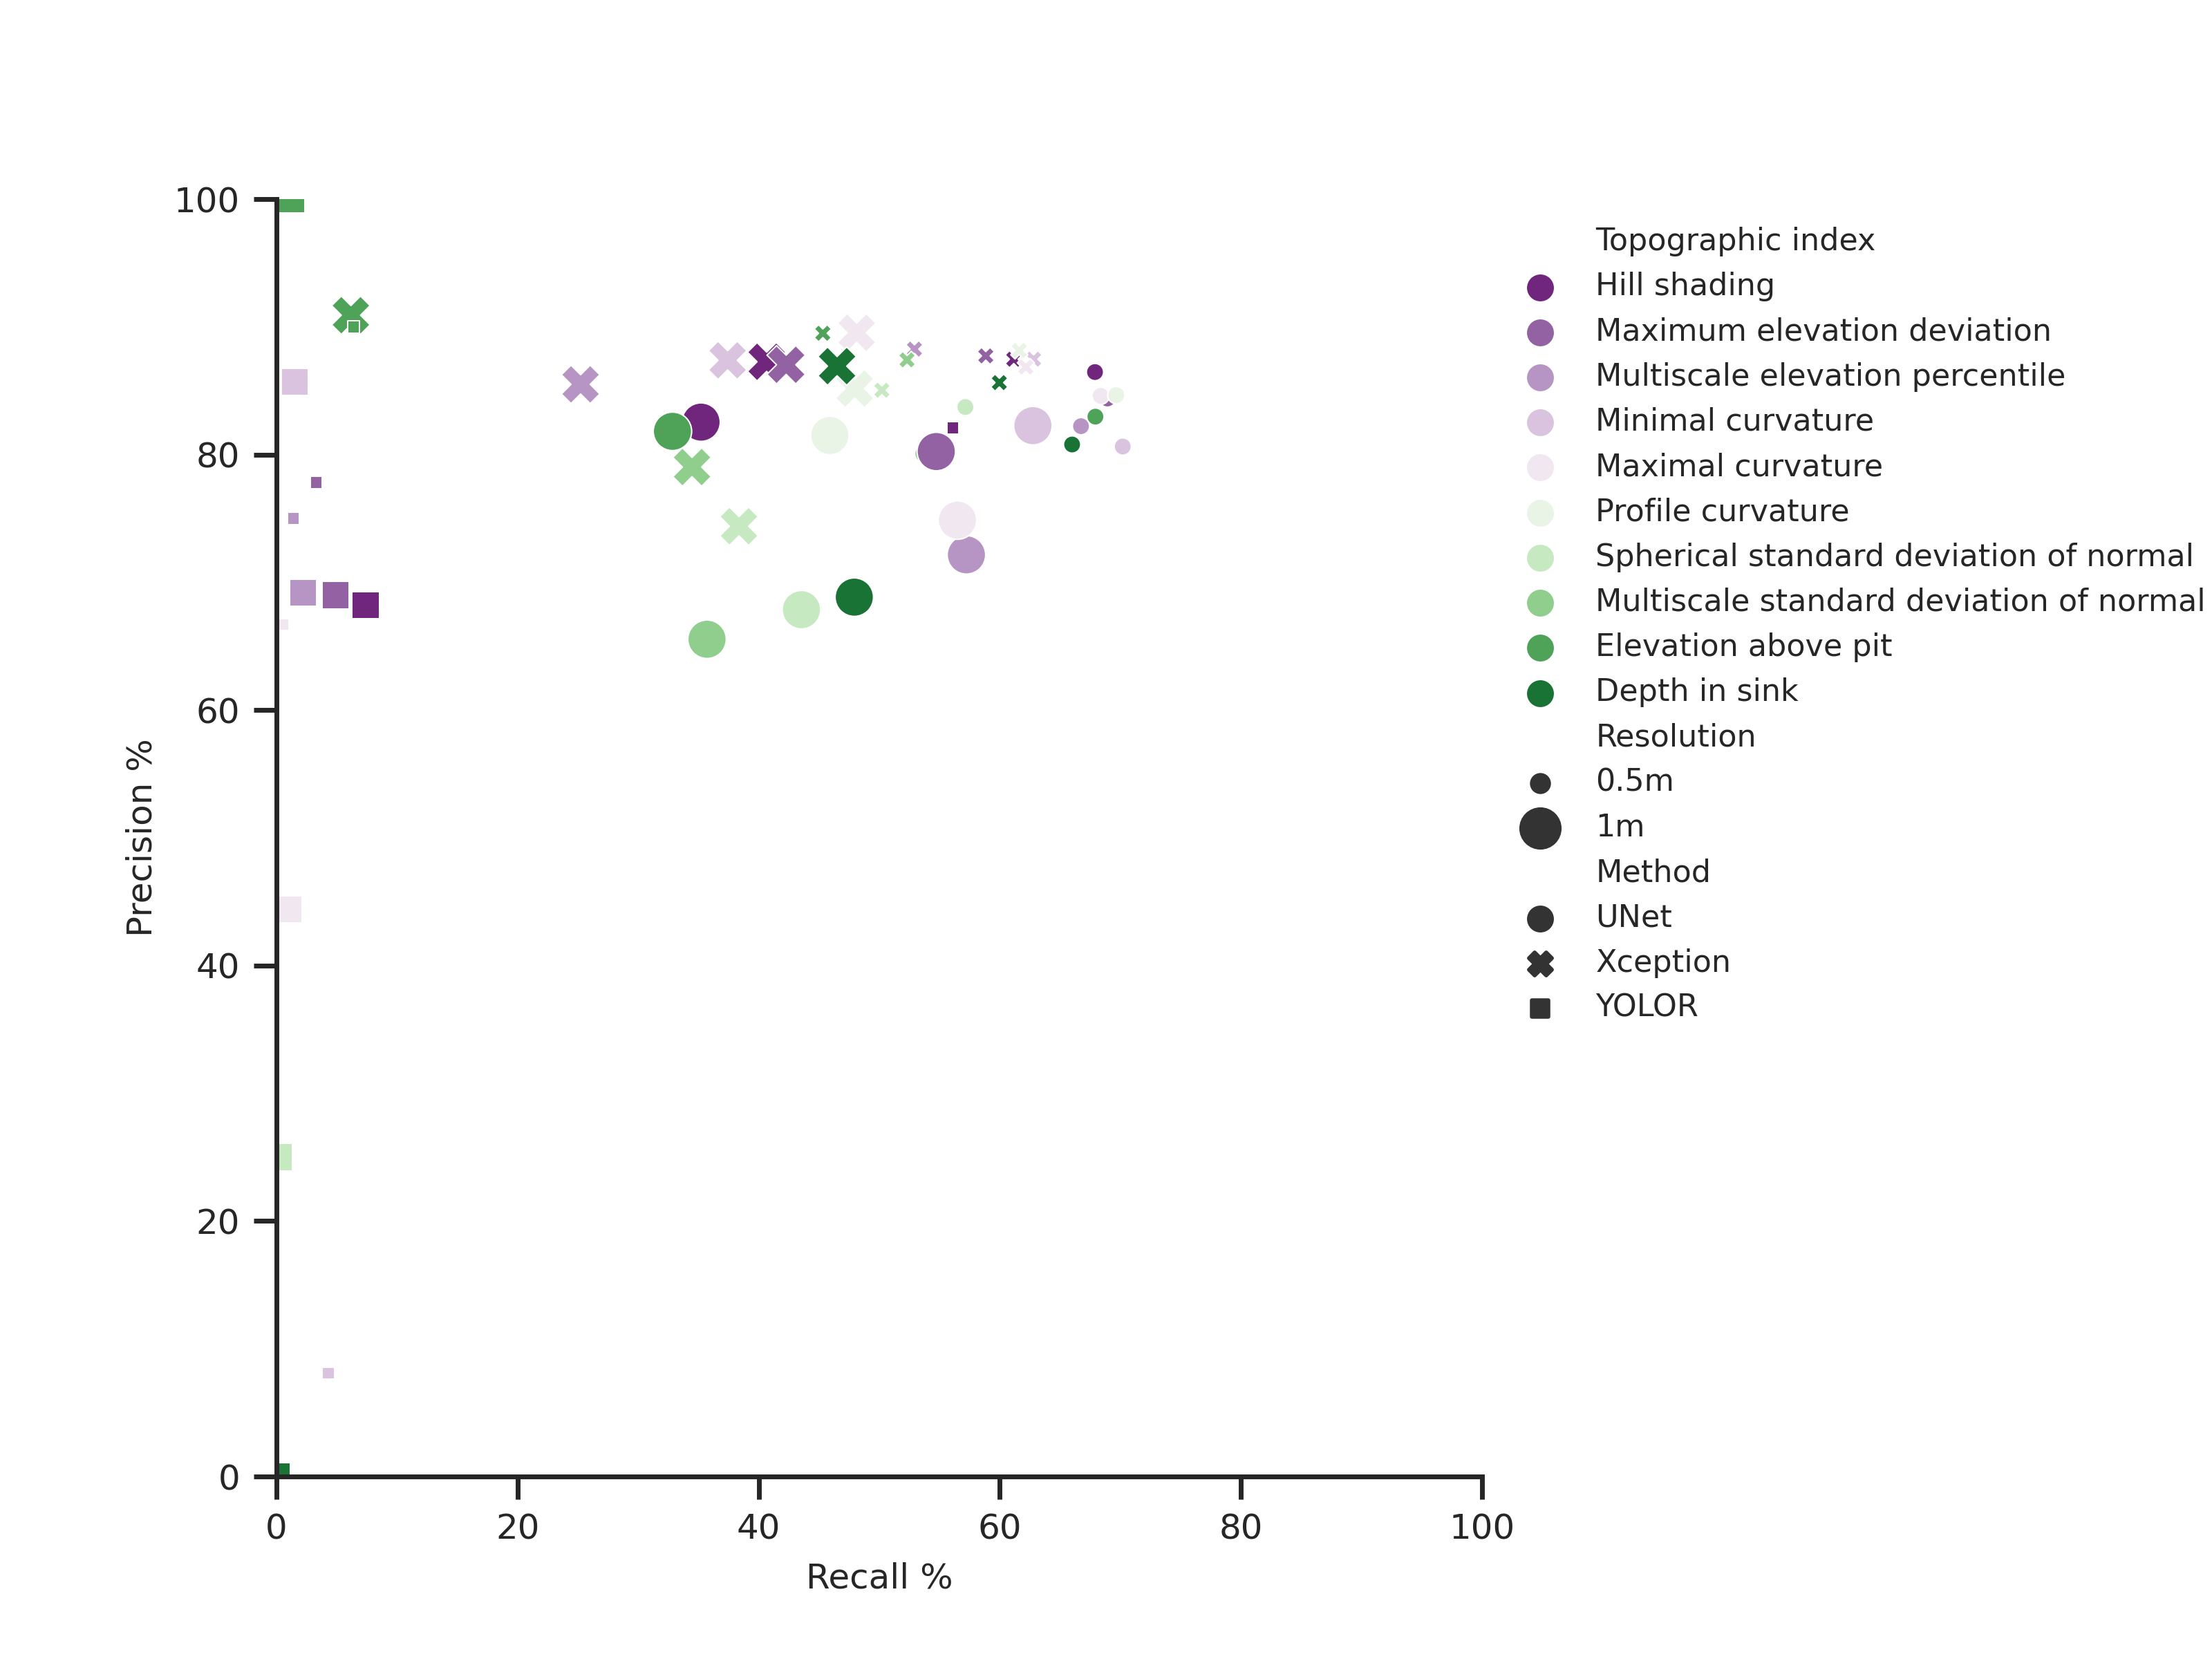 100
80
60
40
20
0
Precision %
0 20 40 60 80 100
Recall %
Topographic index
Hill shading
Maximum elevation deviation
Multiscale elevation percentile
Minimal curvature
Maximal curvature
Profile curvature
Spherical standard deviation of normal
Multiscale standard deviation of normal
Elevation above pit
Depth in sink
Resolution
0.5m
1m
Method
UNet
Xception
YOLOR